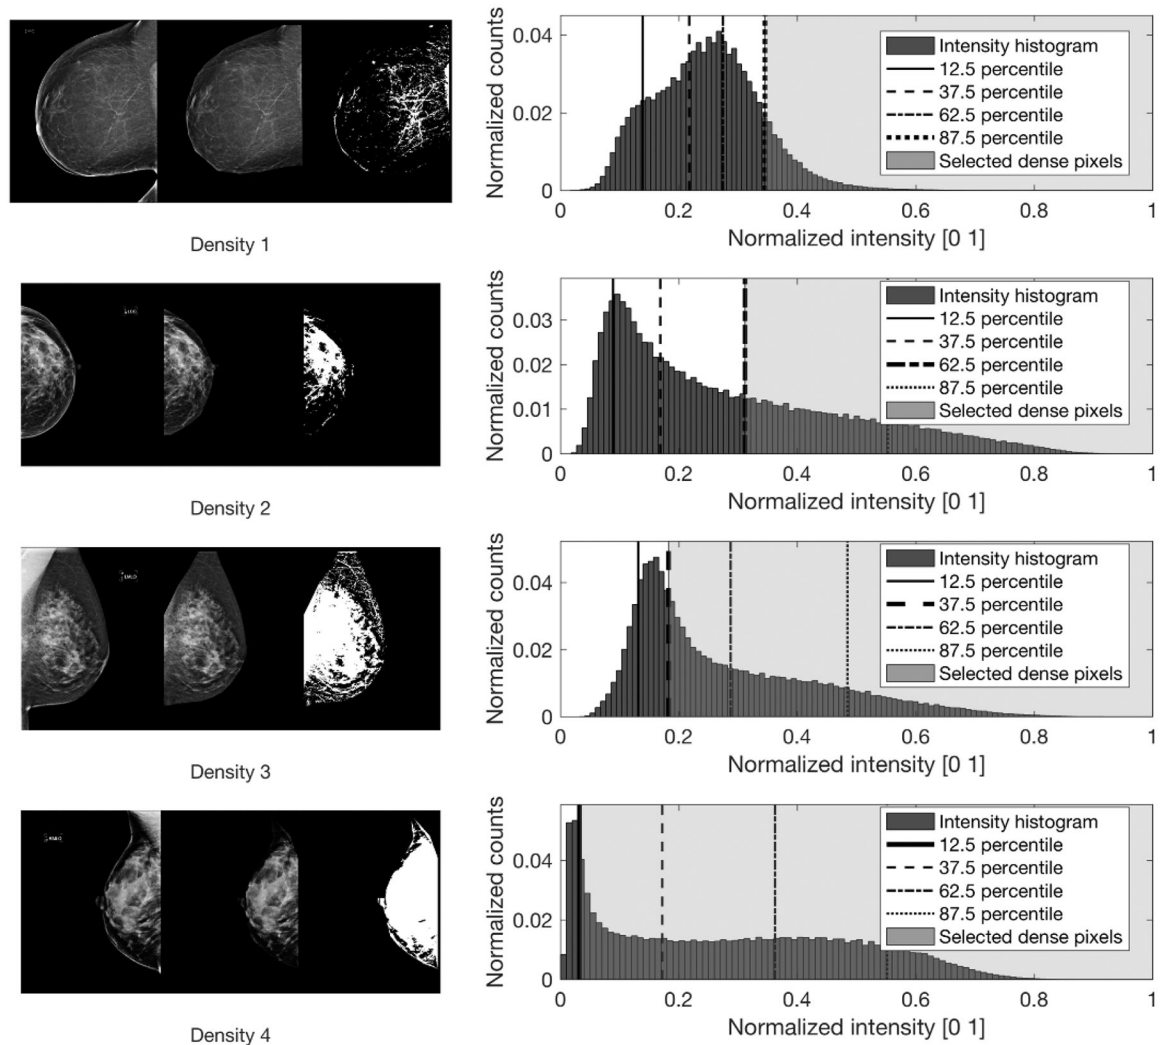 Normalized counts
0.04
0.02
0
Intensity histogram
12.5 percentile
37.5 percentile
62.5 percentile
87.5 percentile
Selected dense pixels
0 0.2 0.4 0.6 0.8 1
Normalized intensity [0 1]
Density 1
Normalized counts
0.03
0.02
0.01
0
Intensity histogram
12.5 percentile
37.5 percentile
62.5 percentile
87.5 percentile
Selected dense pixels
0 0.2 0.4 0.6 0.8 1
Normalized intensity [0 1]
Density 2
Normalized counts
0.04
0.02
0
Intensity histogram
12.5 percentile
37.5 percentile
62.5 percentile
87.5 percentile
Selected dense pixels
0 0.2 0.4 0.6 0.8 1
Normalized intensity [0 1]
Density 3
Normalized counts
0.04
0.02
0
Intensity histogram
12.5 percentile
37.5 percentile
62.5 percentile
87.5 percentile
Selected dense pixels
0 0.2 0.4 0.6 0.8 1
Normalized intensity [0 1]
Density 4